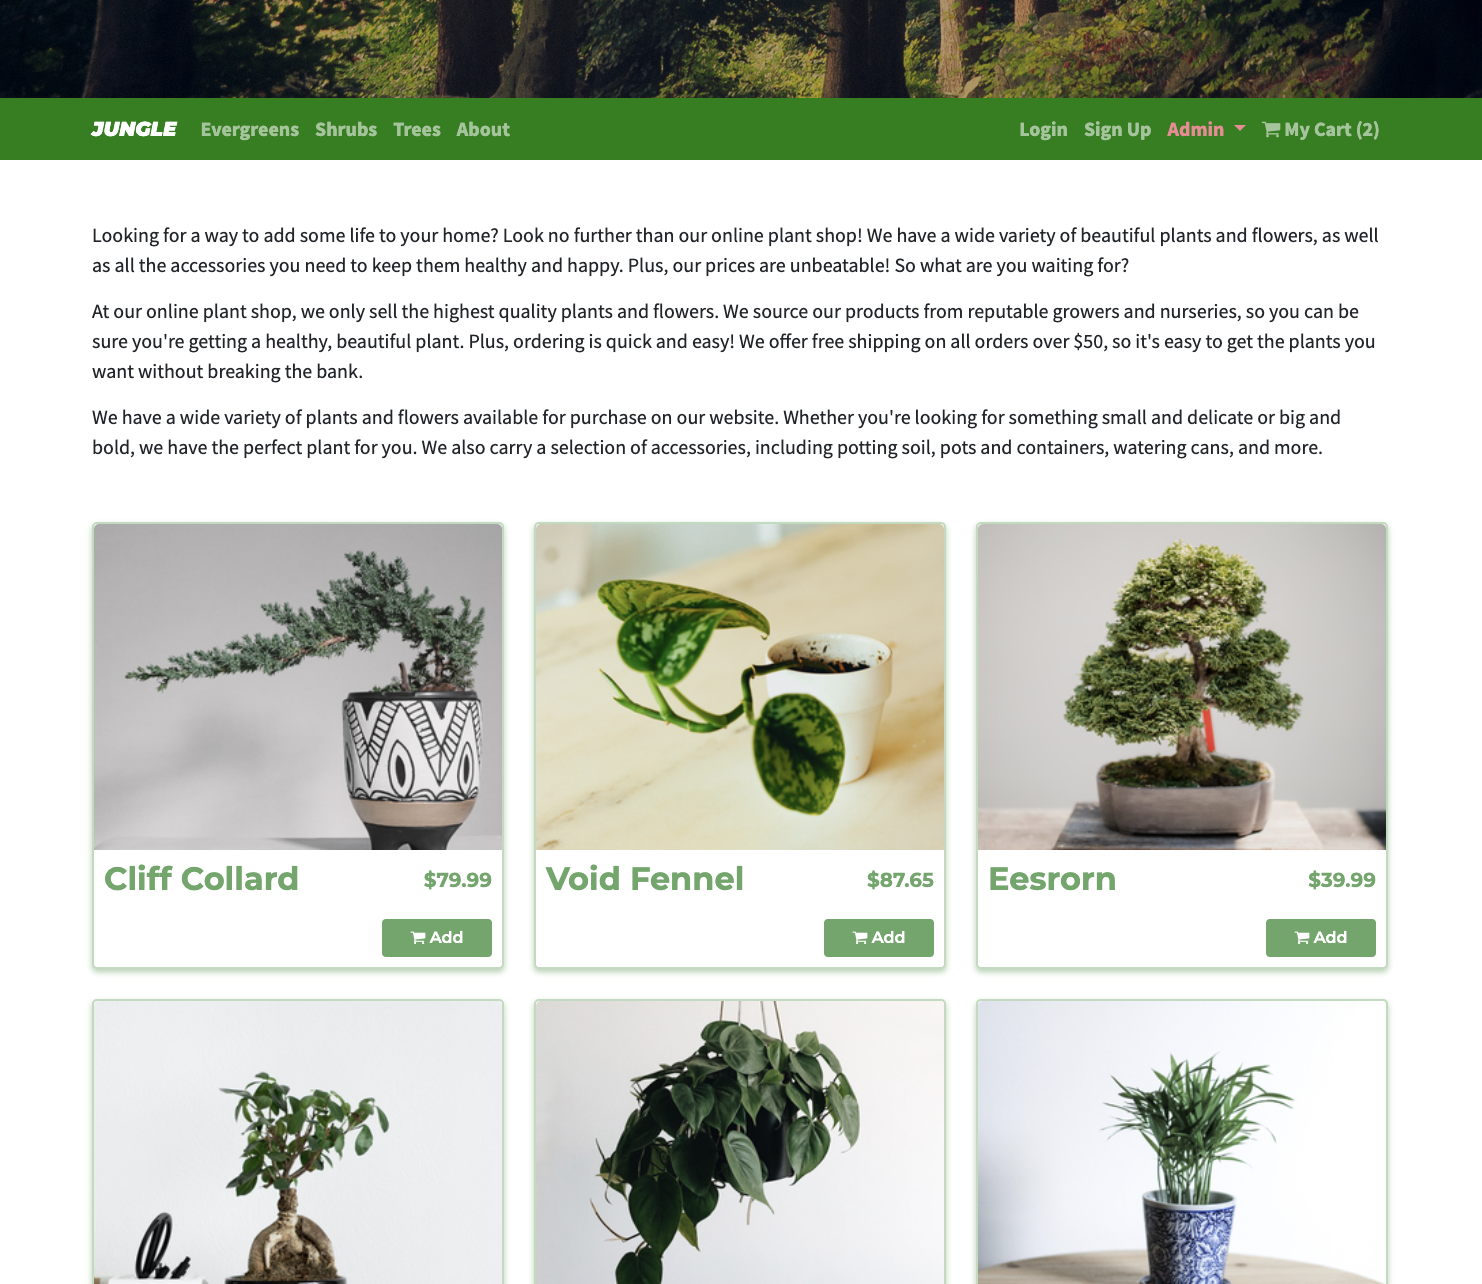 JUNGLE Evergreens Shrubs Trees About Login Sign Up Admin My Cart (2)
Looking for a way to add some life to your home? Look no further than our online plant shop! We have a wide variety of beautiful plants and flowers, as well
as all the accessories you need to keep them healthy and happy. Plus, our prices are unbeatable! So what are you waiting for?
At our online plant shop, we only sell the highest quality plants and flowers. We source our products from reputable growers and nurseries, so you can be
sure you're getting a healthy, beautiful plant. Plus, ordering is quick and easy! We offer free shipping on all orders over $50, so it's easy to get the plants you
want without breaking the bank.
We have a wide variety of plants and flowers available for purchase on our website. Whether you're looking for something small and delicate or big and
bold, we have the perfect plant for you. We also carry a selection of accessories, including potting soil, pots and containers, watering cans, and more.
Cliff Collard $79.99
Add
Void Fennel $87.65
Add
Eesrorn $39.99
Add